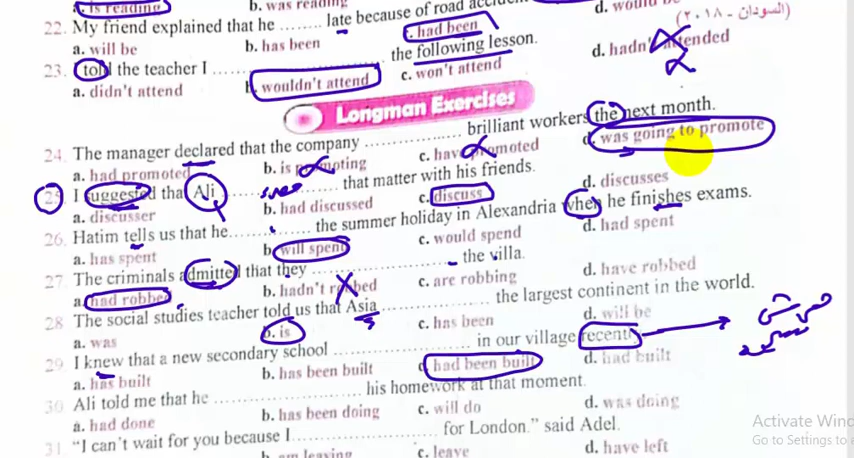 a. is reading b. was reading d. would
22. My friend explained that he ........ late because of road
a. will be b. has been c. had been
(السودان - ٢٠١٨)
23. told the teacher I .................. the following lesson.
a. didn't attend b. wouldn't attend c. won't attend d. hadn't attended
Longman Exercises
24. The manager declared that the company .................. brilliant workers the next month.
a. had promoted b. is promoting c. have promoted d. was going to promote
25. I suggested that Ali .................. that matter with his friends.
a. discusser b. had discussed c. discuss d. discusses
26. Hatim tells us that he .................. the summer holiday in Alexandria when he finishes exams.
a. has spent b. will spent c. would spend d. had spent
27. The criminals admitted that they .................. the villa.
a. had robbed b. hadn't robbed c. are robbing d. have robbed
28 The social studies teacher told us that Asia .................. the largest continent in the world.
a. was b. is c. has been d. will be
29. I knew that a new secondary school .................. in our village recently
a. has built b. has been built c. had been built d. had built
30. Ali told me that he .................. his homework at that moment.
a. had done b. has been doing c. will do d. was doing
31. "I can't wait for you because I .................. for London." said Adel.
b. am leaving c. leave d. have left
Activate Wind
Go to Settings to